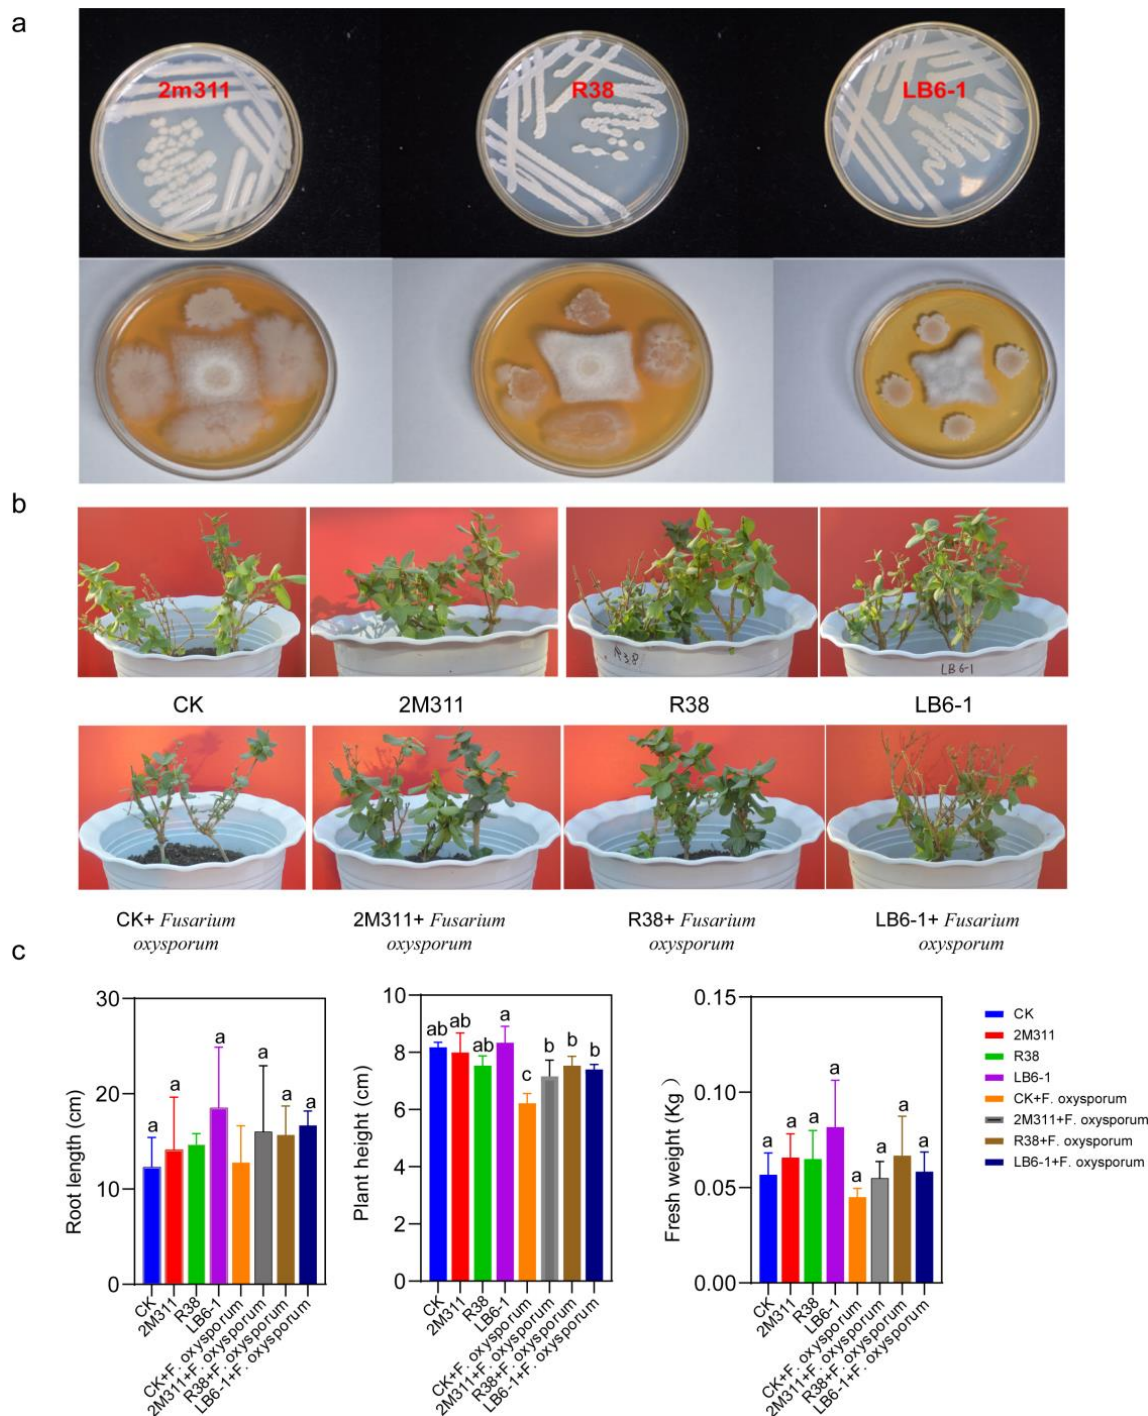 a
2m311
R38
LB6-1
b
R38
LB6-1
CK
2M311
R38
LB6-1
CK+ Fusarium
oxysporum
2M311+ Fusarium
oxysporum
R38+ Fusarium
oxysporum
LB6-1+ Fusarium
oxysporum
c
Root length (cm)
30
20
10
0
a
a
a
a
a
a
a
CK
2M311
R38
LB6-1
CK+F. oxysporum
2M311+F. oxysporum
R38+F. oxysporum
LB6-1+F. oxysporum
Plant height (cm)
10
8
6
4
2
0
ab
ab
ab
a
c
b
b
b
CK
2M311
R38
LB6-1
CK+F. oxysporum
2M311+F. oxysporum
R38+F. oxysporum
LB6-1+F. oxysporum
Fresh weight (Kg )
0.15
0.10
0.05
0.00
a
a
a
a
a
a
a
a
CK
2M311
R38
LB6-1
CK+F. oxysporum
2M311+F. oxysporum
R38+F. oxysporum
LB6-1+F. oxysporum
CK
2M311
R38
LB6-1
CK+F. oxysporum
2M311+F. oxysporum
R38+F. oxysporum
LB6-1+F. oxysporum